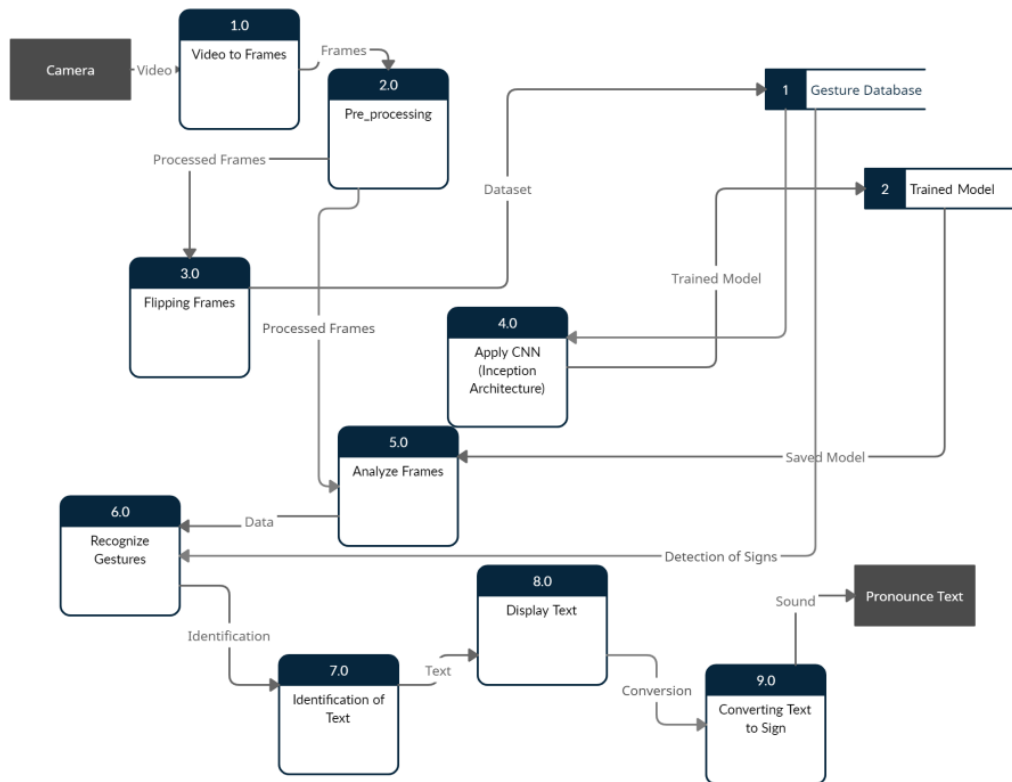 1.0
Video to Frames
Camera
Video
Frames
2.0
Pre_processing
1
Gesture Database
Processed Frames
Dataset
2
Trained Model
3.0
Flipping Frames
Trained Model
Processed Frames
4.0
Apply CNN
(Inception
Architecture)
5.0
Analyze Frames
Saved Model
6.0
Recognize
Gestures
Data
Detection of Signs
8.0
Display Text
Sound
Pronounce Text
Identification
7.0
Identification of
Text
Text
Conversion
9.0
Converting Text
to Sign